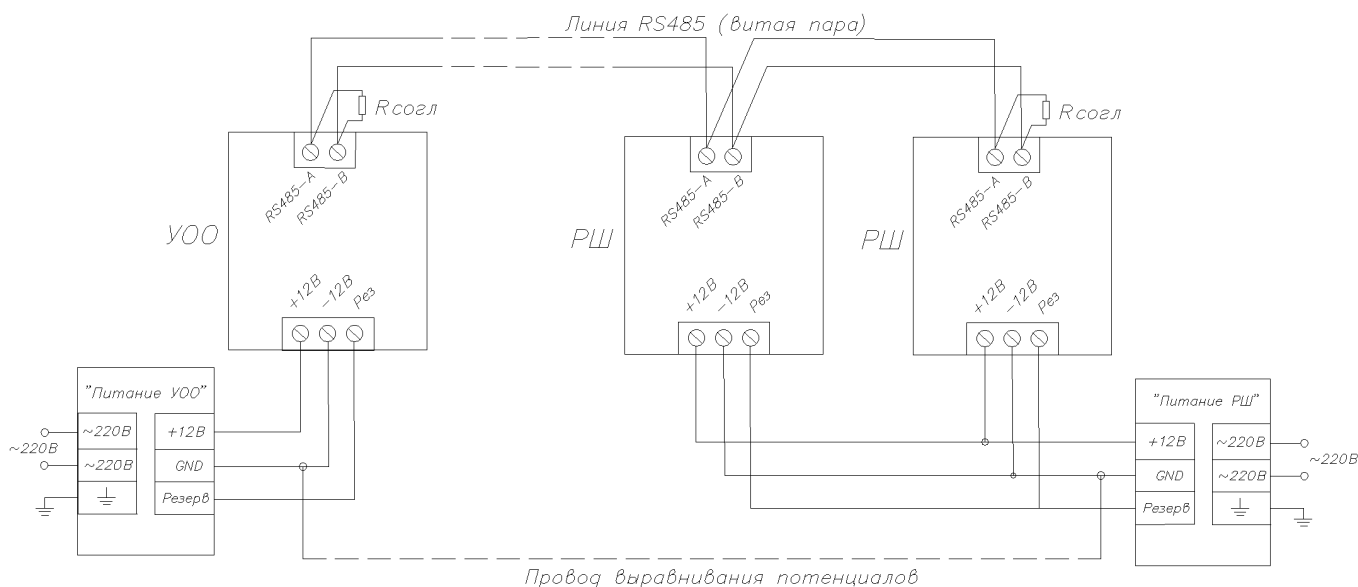 Линия RS485 (витая пара)
Rсогл
Rсогл
RS485-A
RS485-B
RS485-A
RS485-B
RS485-A
RS485-B
УОО
РШ
РШ
+12В
-12В
Рез
+12В
-12В
Рез
+12В
-12В
Рез
"Питание УОО"
~220В
~220В
+12В
~220В
GND
Резерв
"Питание РШ"
+12В
~220В
~220В
GND
~220В
Резерв
Провод выравнивания потенциалов